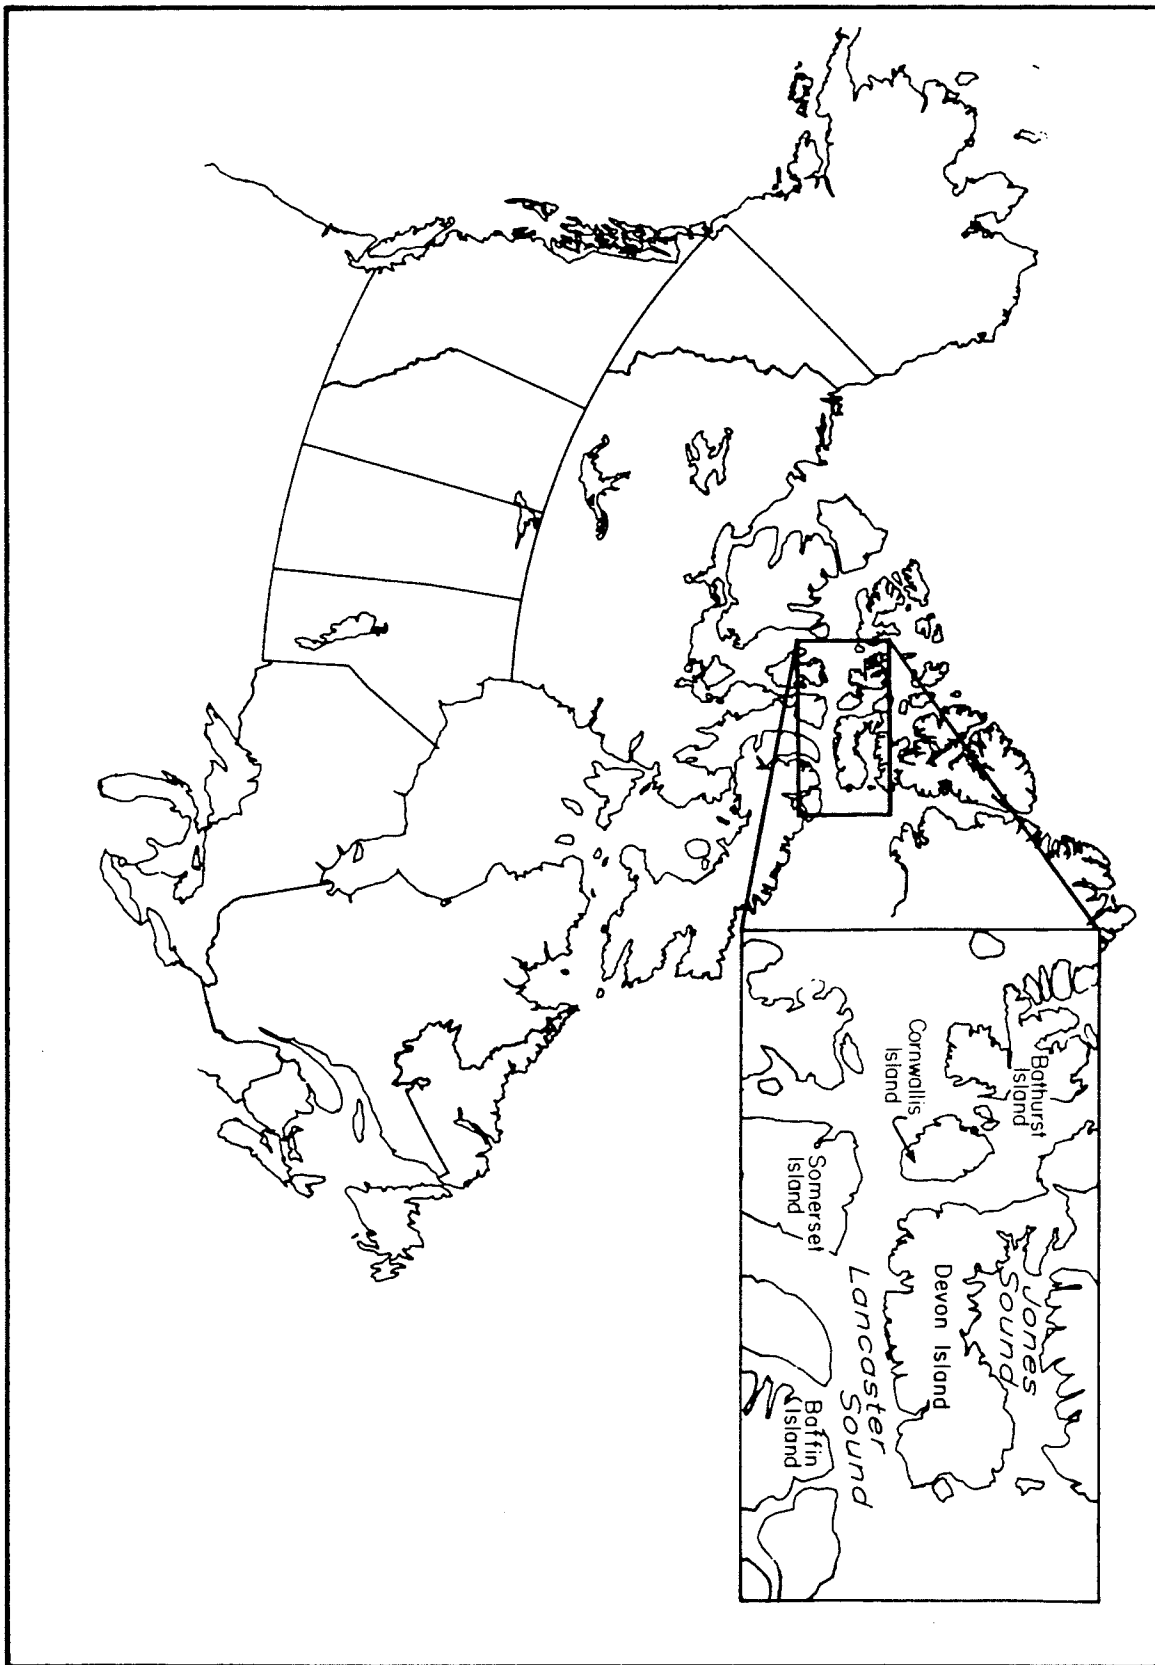 Bathurst
Island
Cornwallis
Island
Jones
Sound
Devon Island
Somerset
Island
Lancaster
Sound
Baffin
Island